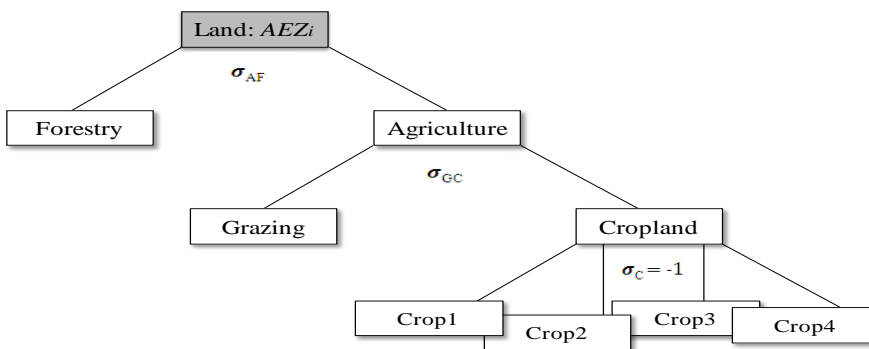 Land: AEZi
σAF
Forestry
Agriculture
σGC
Grazing
Cropland
σC = -1
Crop1
Crop2
Crop3
Crop4